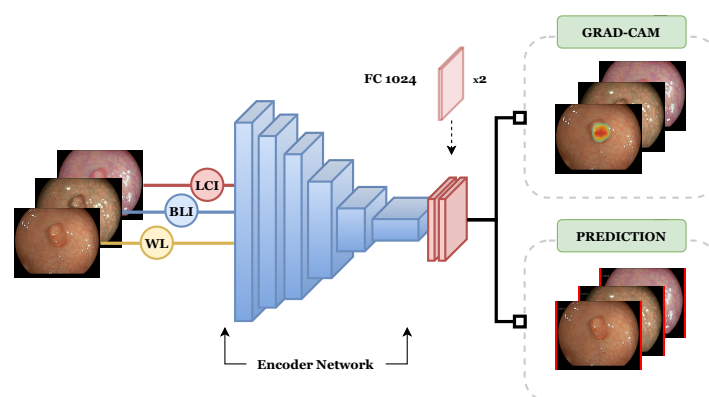 GRAD-CAM
FC 1024
x2
LCI
BLI
WL
PREDICTION
Encoder Network